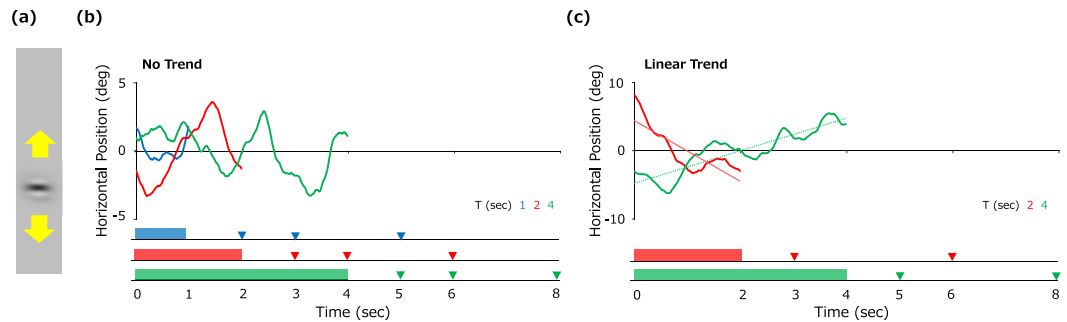 (a)
(b)
No Trend
Horizontal Position (deg)
5
0
-5
T (sec) 1 2 4
0 1 2 3 4 5 6 8
Time (sec)
(c)
Linear Trend
Horizontal Position (deg)
10
0
-10
T (sec) 2 4
0 2 3 4 5 6 8
Time (sec)